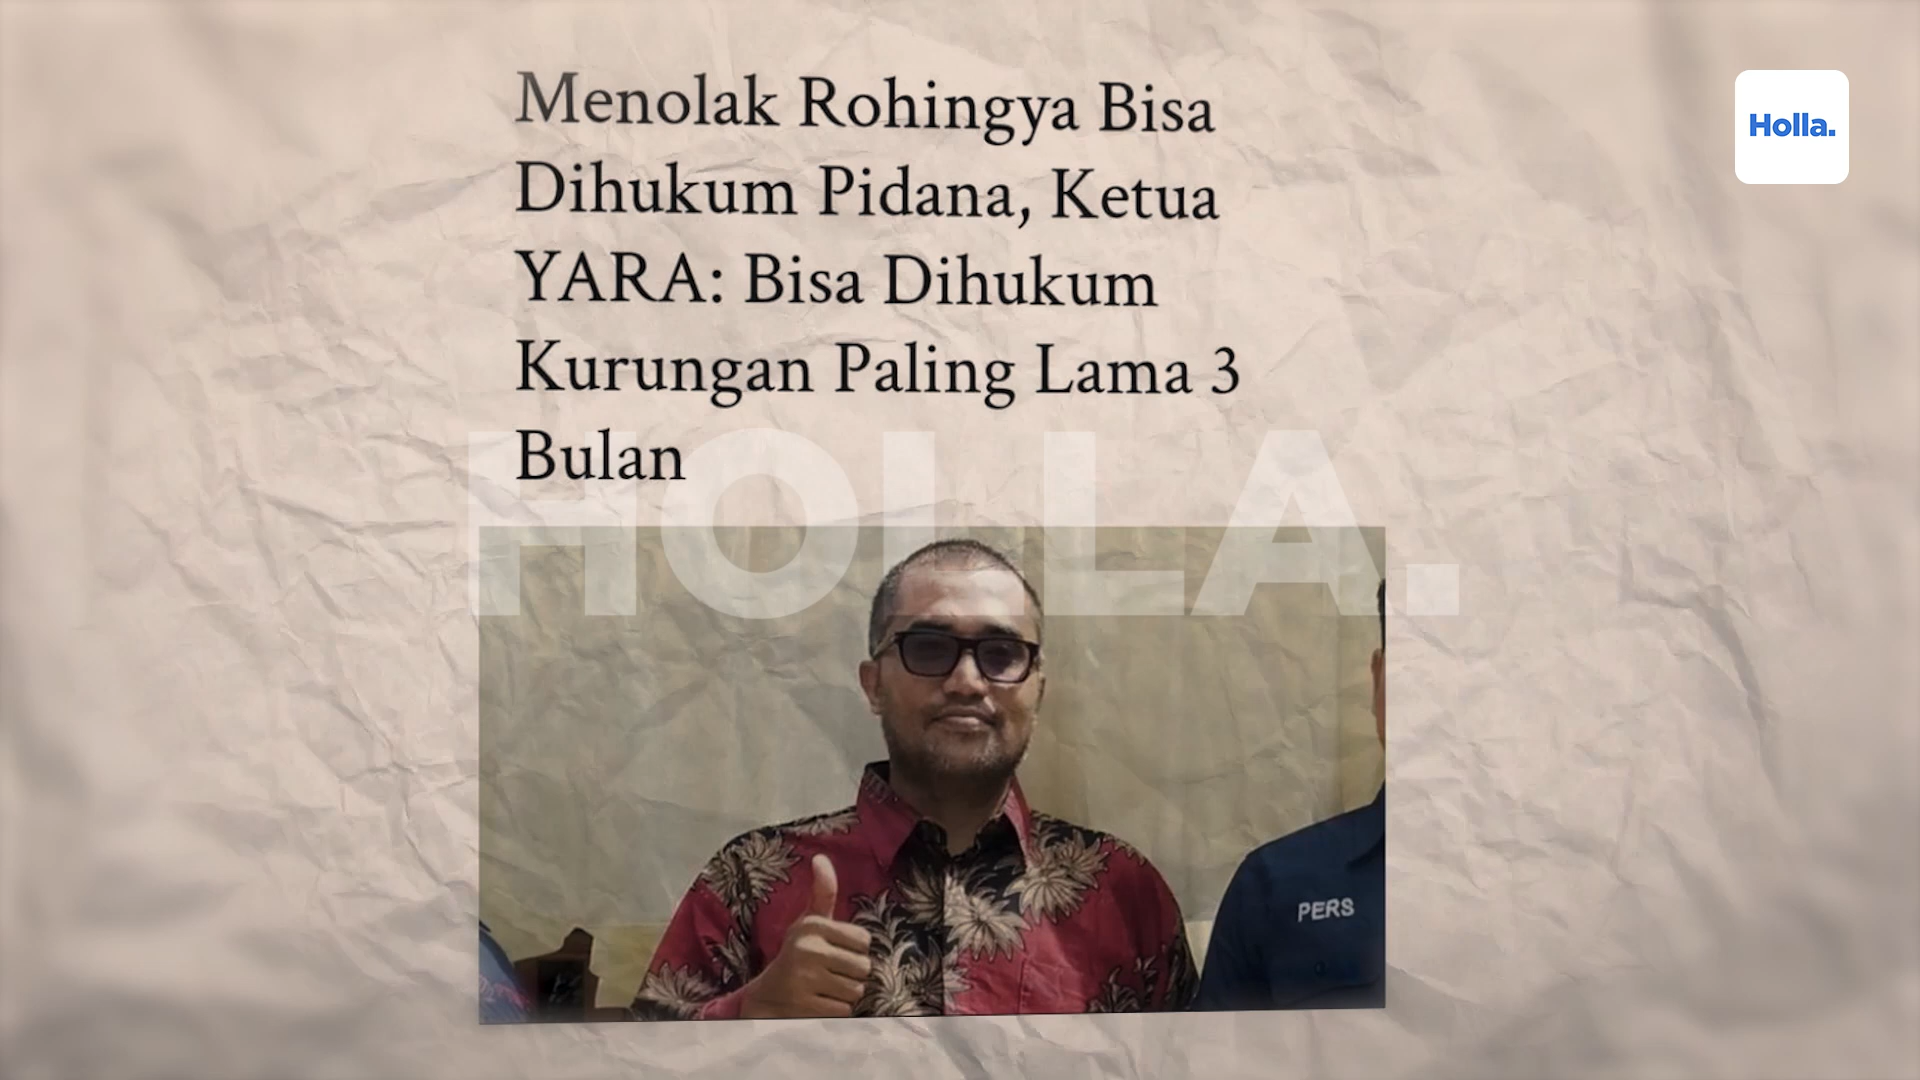 Menolak Rohingya Bisa
Dihukum Pidana, Ketua
YARA: Bisa Dihukum
Kurungan Paling Lama 3
Bulan
Holla.
HOLLA.
PERS